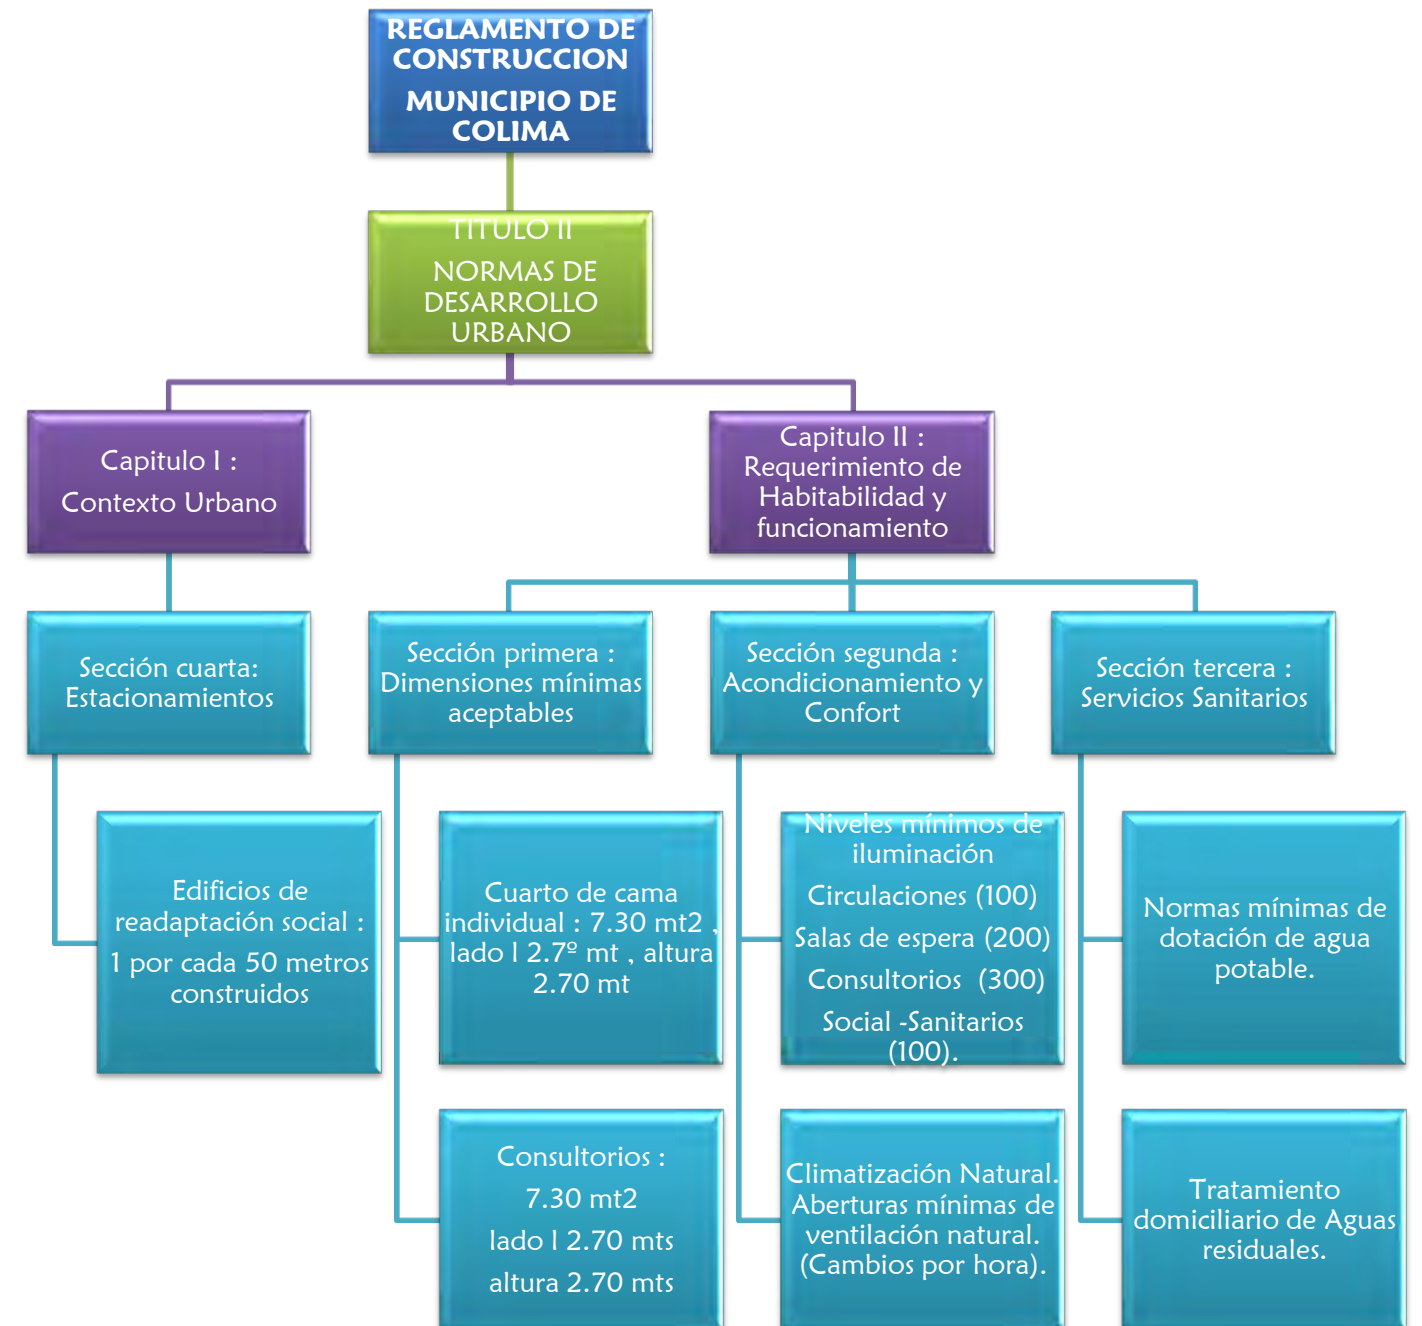 REGLAMENTO DE
CONSTRUCCION
MUNICIPIO DE
COLIMA
TITULO II
NORMAS DE
DESARROLLO
URBANO
Capitulo I :
Contexto Urbano
Capitulo II :
Requerimiento de
Habitabilidad y
funcionamiento
Sección cuarta:
Estacionamientos
Sección primera :
Dimensiones mínimas
aceptables
Sección segunda :
Acondicionamiento y
Confort
Sección tercera :
Servicios Sanitarios
Edificios de
readaptación social :
1 por cada 50 metros
construidos
Cuarto de cama
individual : 7.30 mt2 ,
lado l 2.7º mt , altura
2.70 mt
Niveles mínimos de
iluminación
Circulaciones (100)
Salas de espera (200)
Consultorios  (300)
Social -Sanitarios
(100).
Normas mínimas de
dotación de agua
potable.
Consultorios :
7.30 mt2
lado l 2.70 mts
altura 2.70 mts
Climatización Natural.
Aberturas mínimas de
ventilación natural.
(Cambios por hora).
Tratamiento
domiciliario de Aguas
residuales.